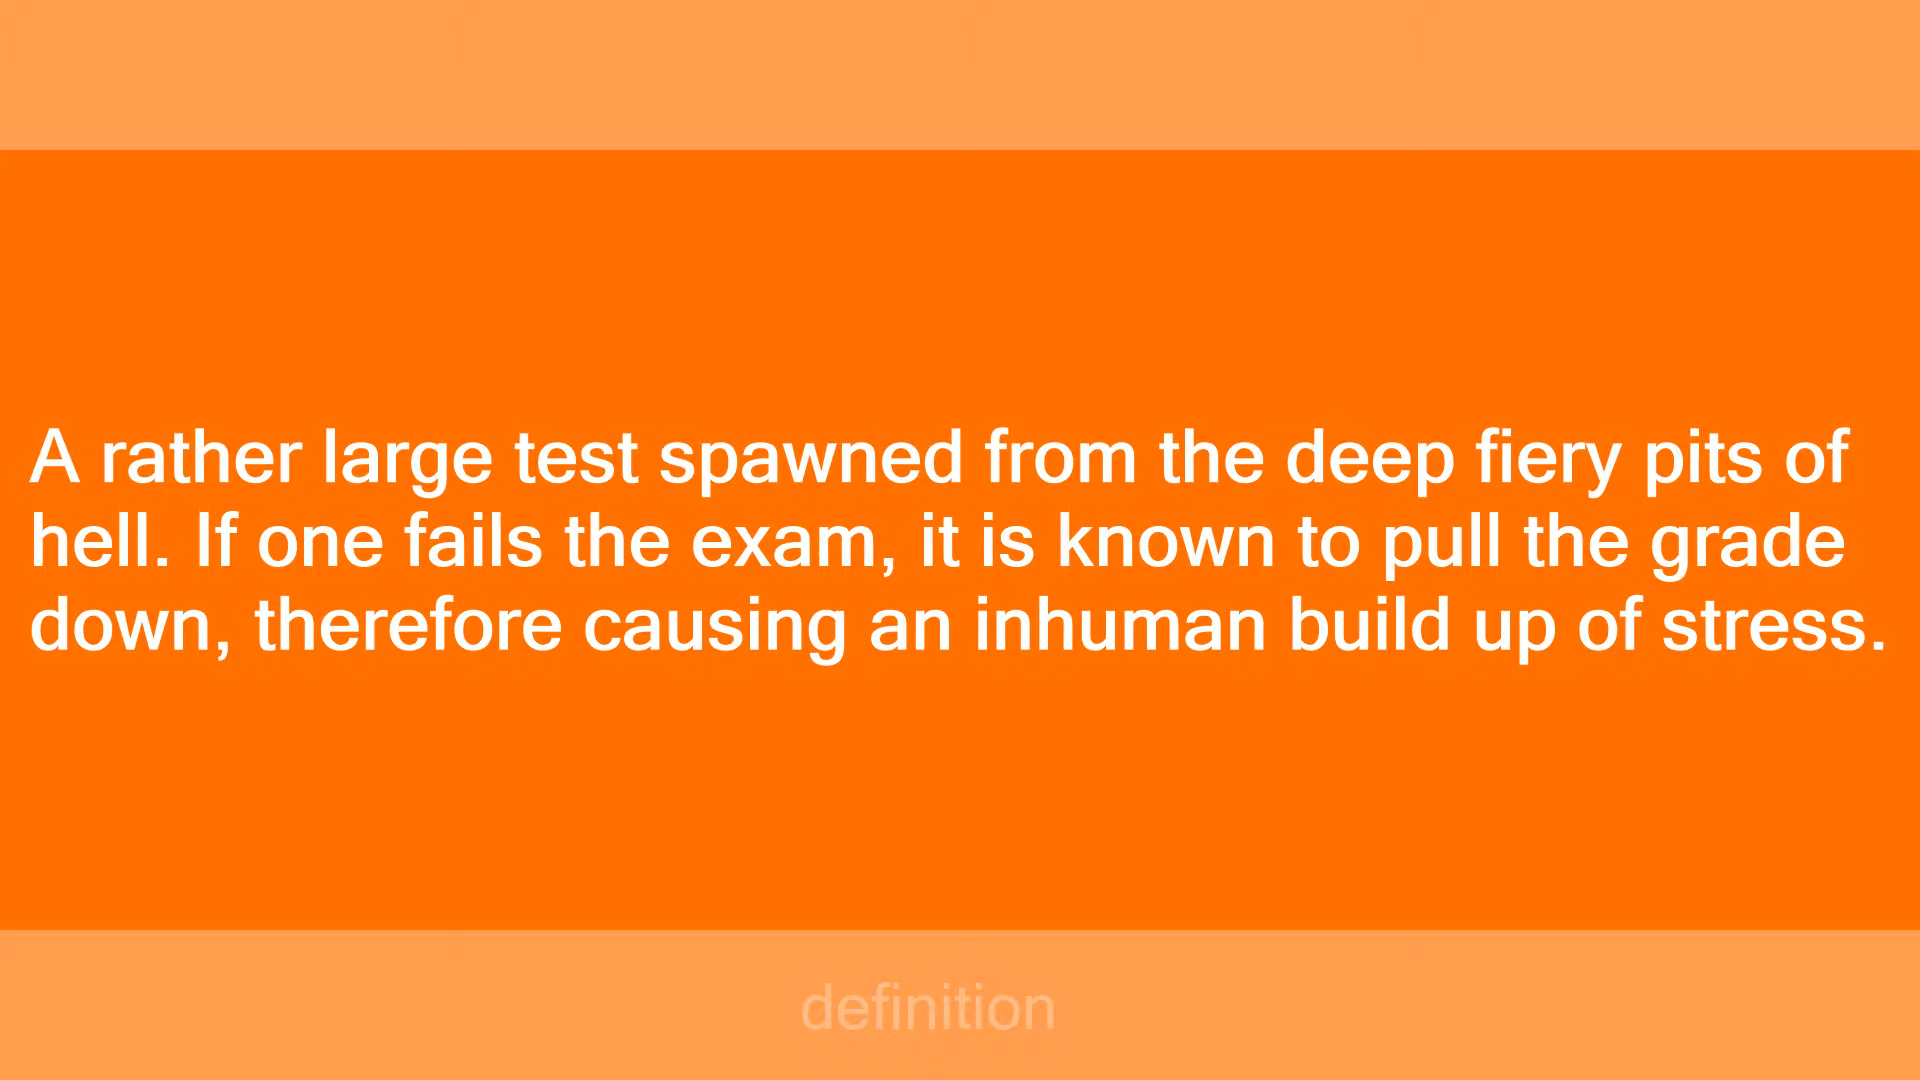 A rather large test spawned from the deep fiery pits of
hell. If one fails the exam, it is known to pull the grade
down, therefore causing an inhuman build up of stress.
definition